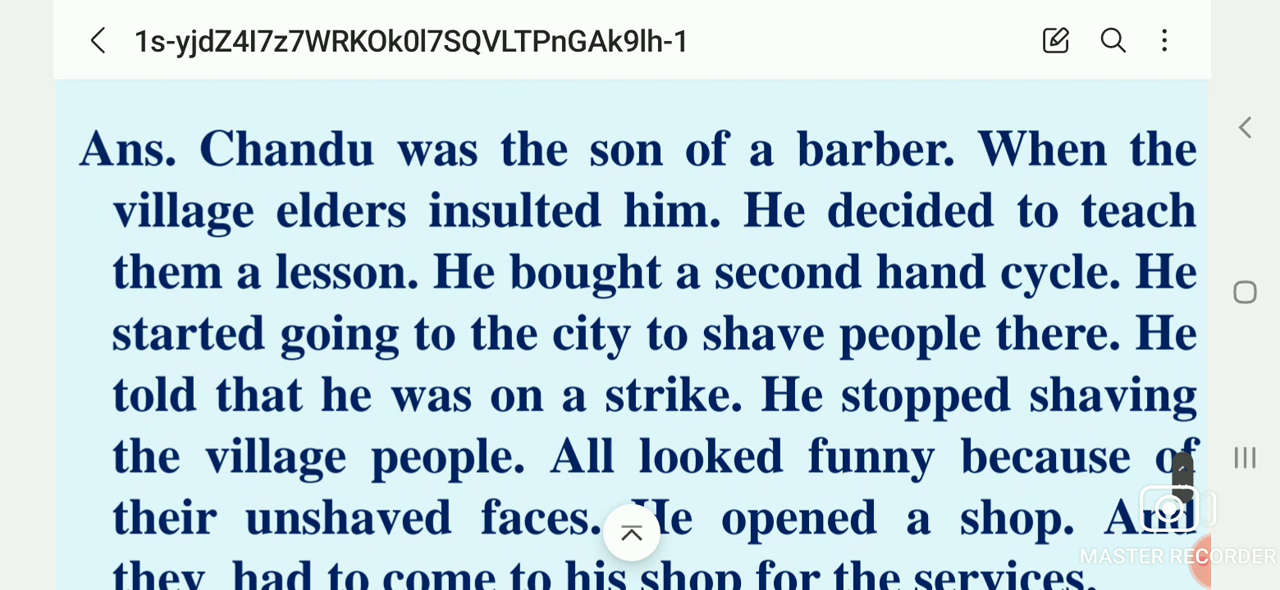 1s-yjdZ4I7z7WRKOk0l7SQVLTPnGAk9lh-1
Ans. Chandu was the son of a barber. When the
village elders insulted him. He decided to teach
them a lesson. He bought a second hand cycle. He
started going to the city to shave people there. He
told that he was on a strike. He stopped shaving
the village people. All looked funny because of
their unshaved faces. He opened a shop. And
they had to come to his shop for the services.
MASTER RECORDER